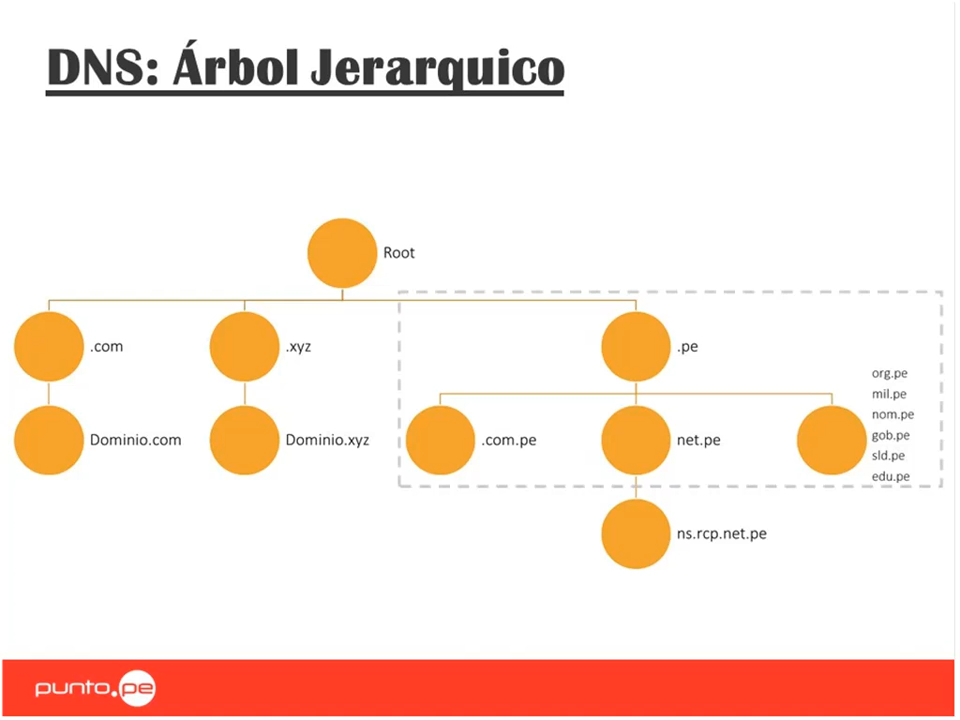 DNS: Árbol Jerarquico
Root
.com
.xyz
.pe
Dominio.com
Dominio.xyz
.com.pe
net.pe
org.pe
mil.pe
nom.pe
gob.pe
sld.pe
edu.pe
ns.rcp.net.pe
punto.pe